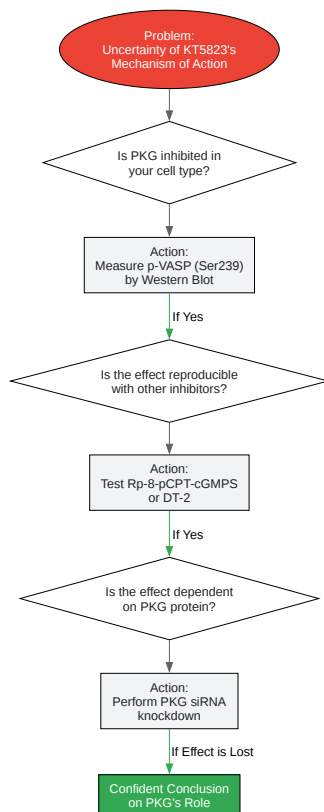 Problem:
Uncertainty of KT5823's
Mechanism of Action
Is PKG inhibited in
your cell type?
Action:
Measure p-VASP (Ser239)
by Western Blot
If Yes
Is the effect reproducible
with other inhibitors?
Action:
Test Rp-8-pCPT-cGMPS
or DT-2
If Yes
Is the effect dependent
on PKG protein?
Action:
Perform PKG siRNA
knockdown
If Effect is Lost
Confident Conclusion
on PKG's Role